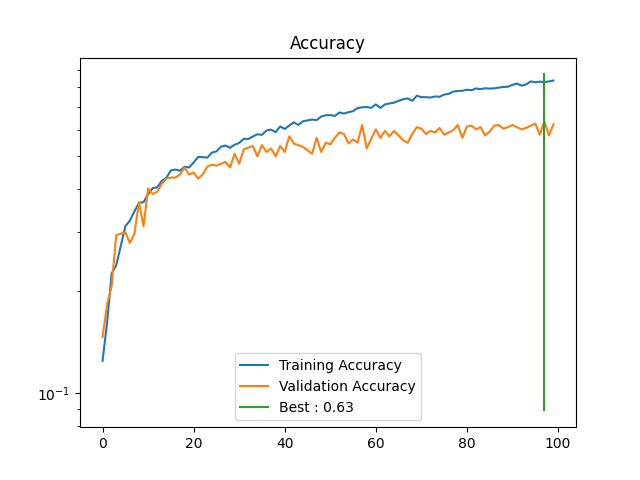 Accuracy
10⁻¹
Training Accuracy
Validation Accuracy
Best : 0.63
0 20 40 60 80 100